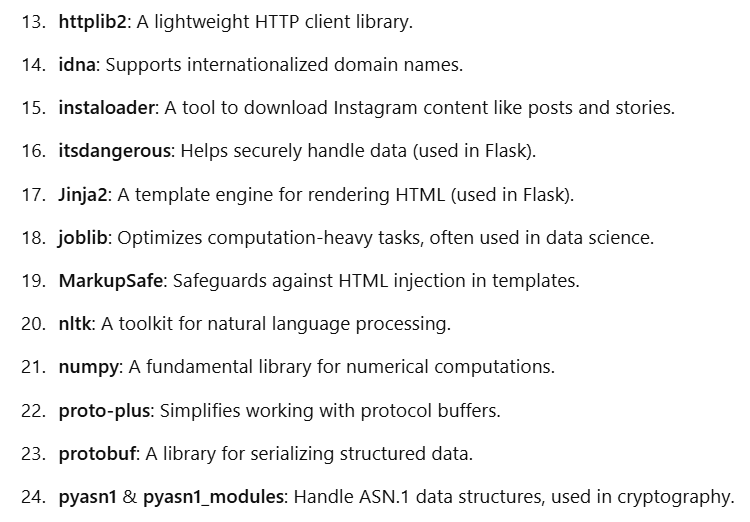 13. httplib2: A lightweight HTTP client library.
14. idna: Supports internationalized domain names.
15. instaloader: A tool to download Instagram content like posts and stories.
16. itsdangerous: Helps securely handle data (used in Flask).
17. Jinja2: A template engine for rendering HTML (used in Flask).
18. joblib: Optimizes computation-heavy tasks, often used in data science.
19. MarkupSafe: Safeguards against HTML injection in templates.
20. nltk: A toolkit for natural language processing.
21. numpy: A fundamental library for numerical computations.
22. proto-plus: Simplifies working with protocol buffers.
23. protobuf: A library for serializing structured data.
24. pyasn1 & pyasn1_modules: Handle ASN.1 data structures, used in cryptography.